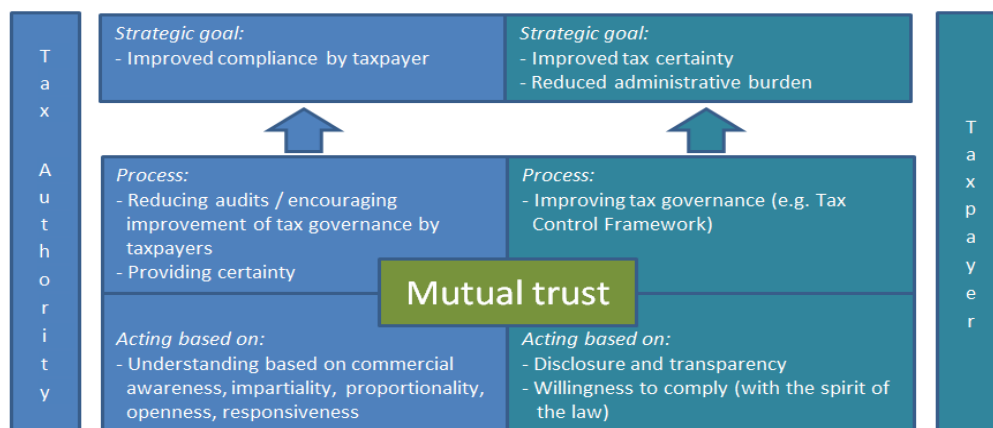 Tax Authority
Strategic goal:
- Improved compliance by taxpayer
Strategic goal:
- Improved tax certainty
- Reduced administrative burden
Process:
- Reducing audits / encouraging
improvement of tax governance by
taxpayers
- Providing certainty
Process:
- Improving tax governance (e.g. Tax
Control Framework)
Mutual trust
Acting based on:
- Understanding based on commercial
awareness, impartiality, proportionality,
openness, responsiveness
Acting based on:
- Disclosure and transparency
- Willingness to comply (with the spirit of
the law)
Taxpayer